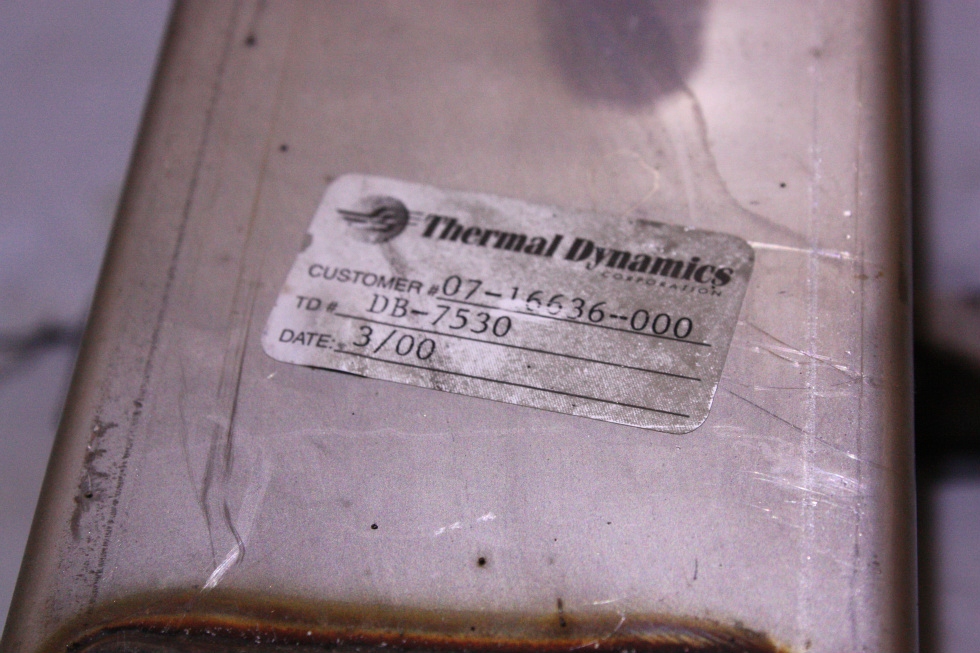 Thermal Dynamics
CORPORATION
CUSTOMER # 07-16636-000
TD # DB-7530
DATE: 3/00